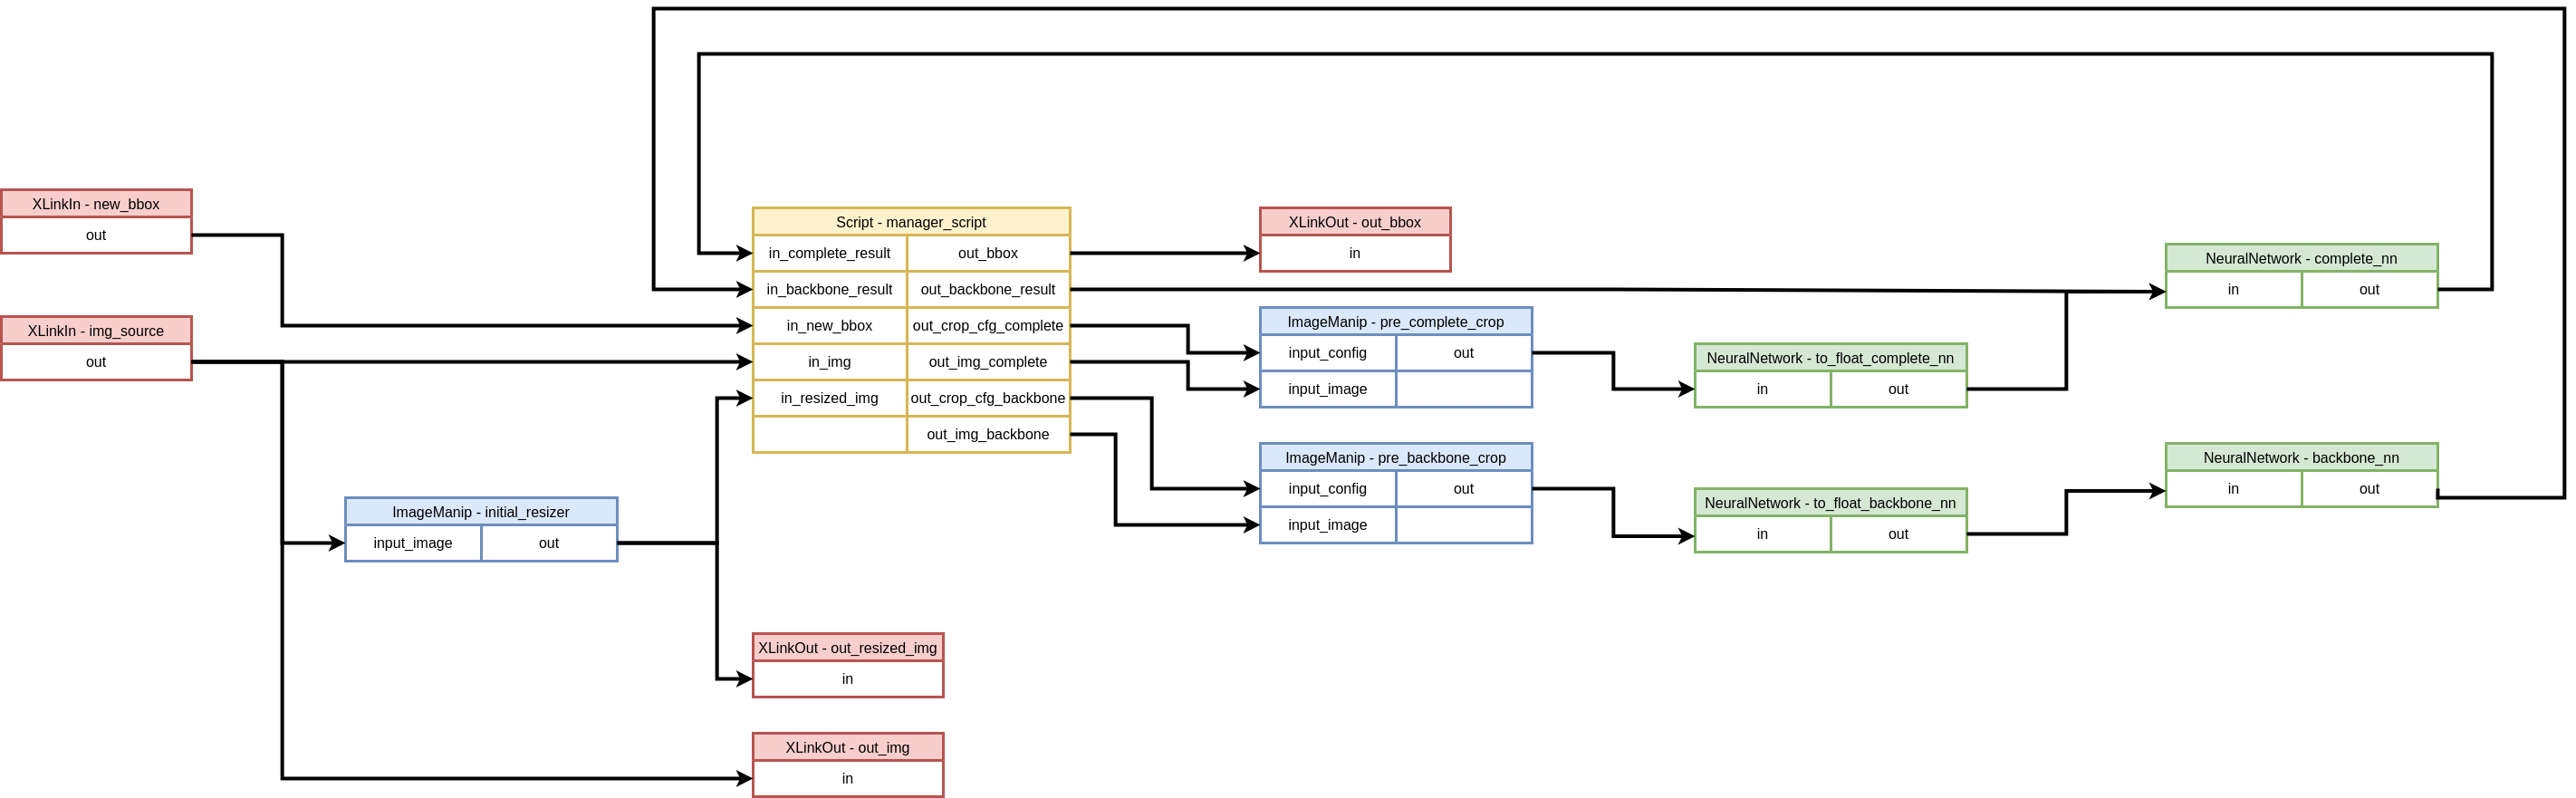 XLinkIn - new_bbox
out
XLinkIn - img_source
out
ImageManip - initial_resizer
input_image out
Script - manager_script
in_complete_result out_bbox
in_backbone_result out_backbone_result
in_new_bbox out_crop_cfg_complete
in_img out_img_complete
in_resized_img out_crop_cfg_backbone
out_img_backbone
XLinkOut - out_resized_img
in
XLinkOut - out_img
in
XLinkOut - out_bbox
in
ImageManip - pre_complete_crop
input_config out
input_image
ImageManip - pre_backbone_crop
input_config out
input_image
NeuralNetwork - to_float_complete_nn
in out
NeuralNetwork - to_float_backbone_nn
in out
NeuralNetwork - complete_nn
in out
NeuralNetwork - backbone_nn
in out